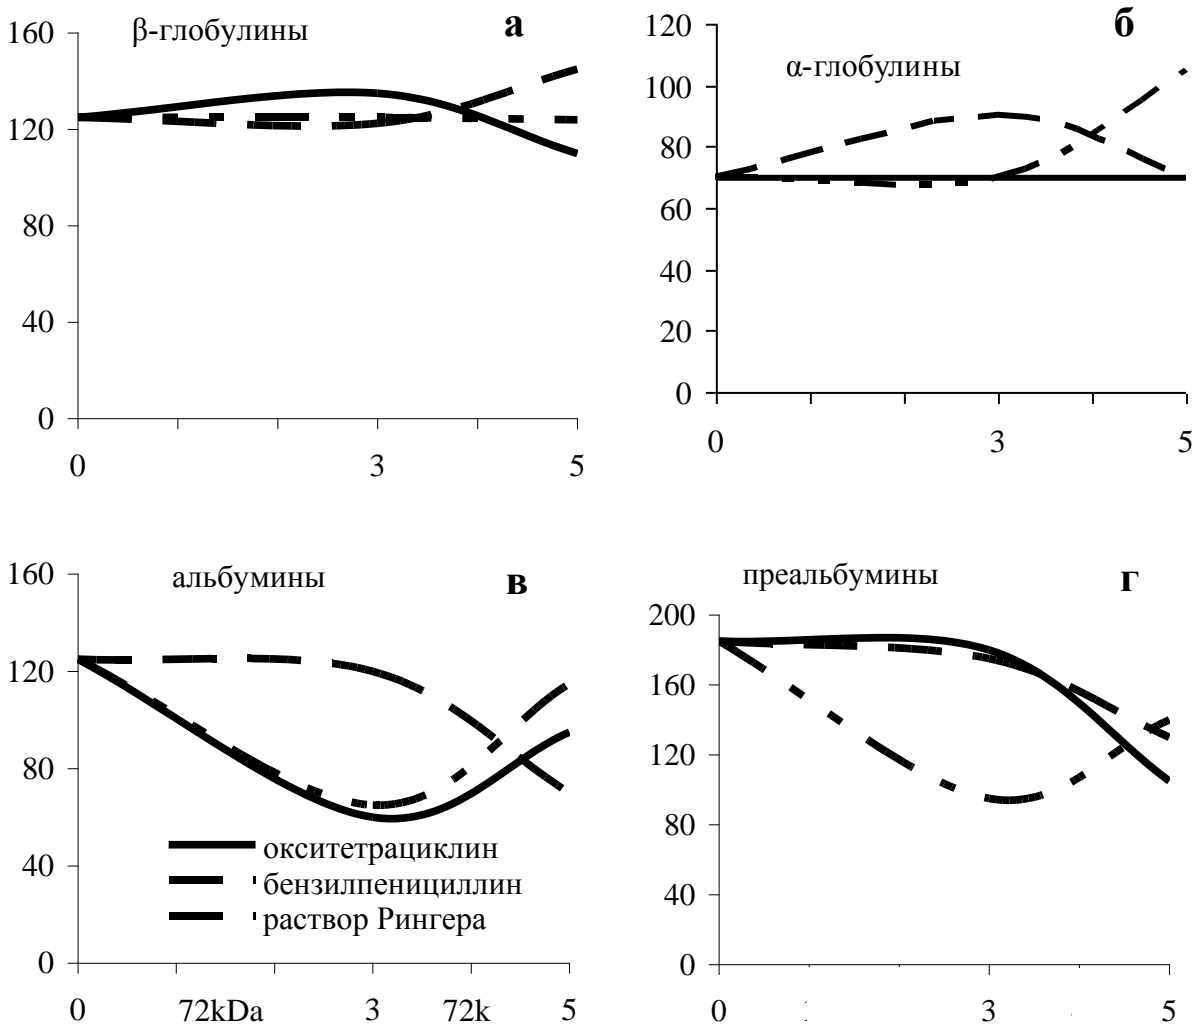 β-глобулины
а
160
120
80
40
0
0
3
5
α-глобулины
б
120
100
80
60
40
20
0
0
3
5
альбумины
в
160
120
80
40
0
окситетрациклин
бензилпенициллин
раствор Рингера
0
72kDa
3
72k
5
преальбумины
г
200
160
120
80
40
0
0
3
5